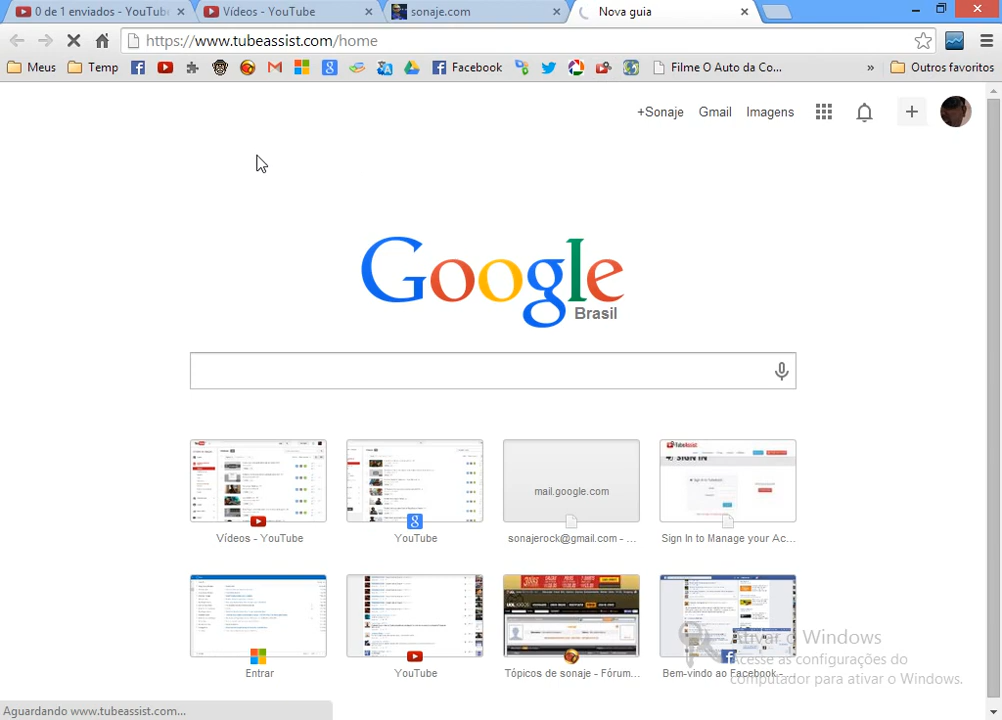 0 de 1 enviados - YouTube
Vídeos - YouTube
sonaje.com
Nova guia
https://www.tubeassist.com/home
Meus
Temp
Facebook
Filme O Auto da Co...
»
Outros favoritos
+Sonaje
Gmail
Imagens
Google
Brasil
mail.google.com
Vídeos - YouTube
YouTube
sonajerock@gmail.com - ...
Sign In to Manage your Ac...
Entrar
YouTube
Tópicos de sonaje - Fórum...
Bem-vindo ao Facebook - ...
Ativar o Windows
Acesse as configurações do
computador para ativar o Windows.
Aguardando www.tubeassist.com...